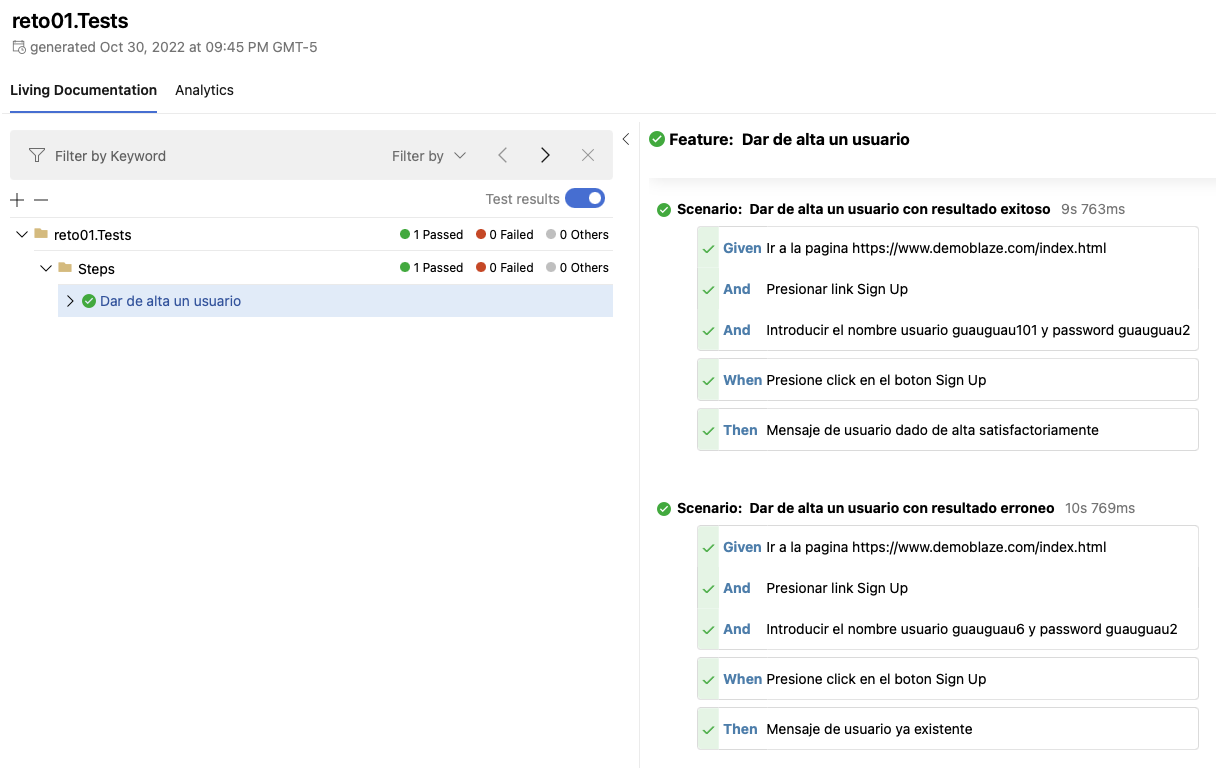 reto01.Tests
generated Oct 30, 2022 at 09:45 PM GMT-5
Living Documentation Analytics
Filter by Keyword Filter by
Test results
reto01.Tests 1 Passed 0 Failed 0 Others
Steps 1 Passed 0 Failed 0 Others
Dar de alta un usuario
Feature: Dar de alta un usuario
Scenario: Dar de alta un usuario con resultado exitoso 9s 763ms
Given Ir a la pagina https://www.demoblaze.com/index.html
And Presionar link Sign Up
And Introducir el nombre usuario guauguau101 y password guauguau2
When Presione click en el boton Sign Up
Then Mensaje de usuario dado de alta satisfactoriamente
Scenario: Dar de alta un usuario con resultado erroneo 10s 769ms
Given Ir a la pagina https://www.demoblaze.com/index.html
And Presionar link Sign Up
And Introducir el nombre usuario guauguau6 y password guauguau2
When Presione click en el boton Sign Up
Then Mensaje de usuario ya existente